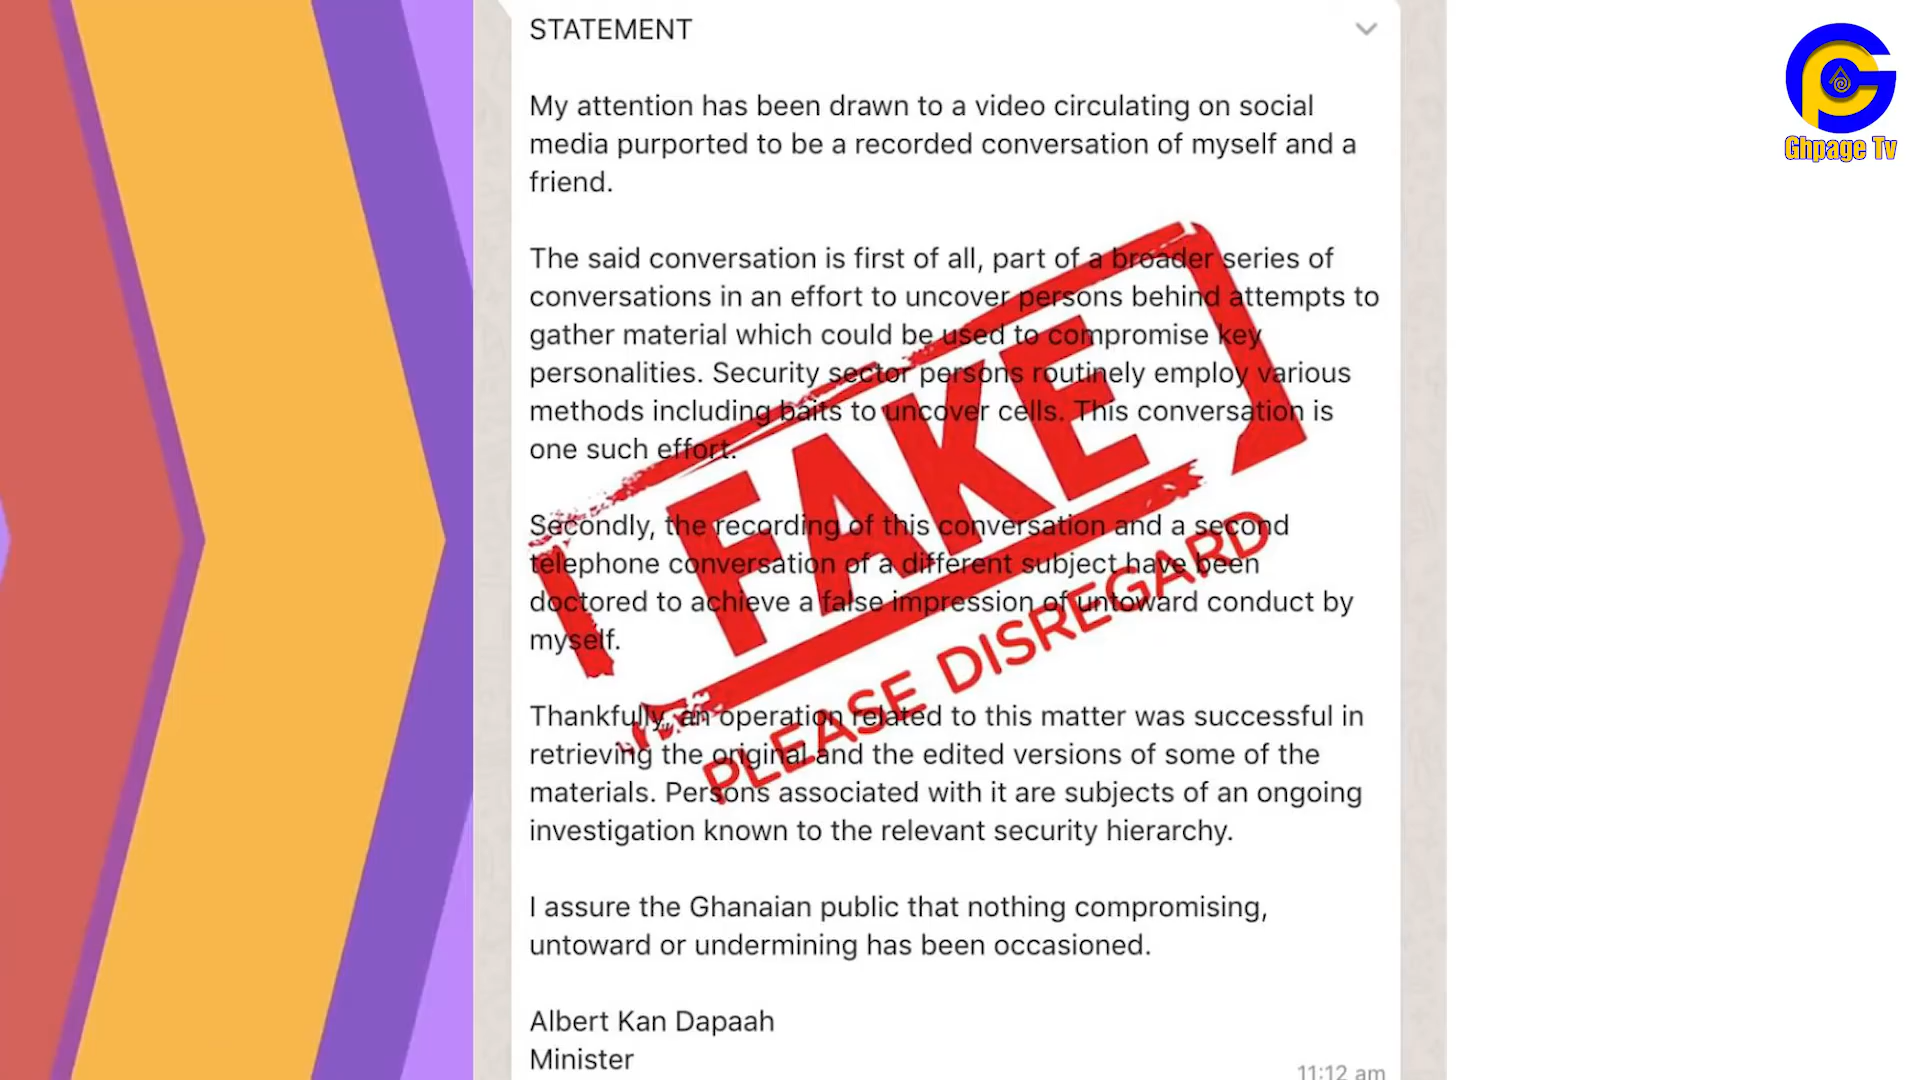 STATEMENT
My attention has been drawn to a video circulating on social
media purported to be a recorded conversation of myself and a
friend.
The said conversation is first of all, part of a broader series of
conversations in an effort to uncover persons behind attempts to
gather material which could be used to compromise key
personalities. Security sector persons routinely employ various
methods including baits to uncover cells. This conversation is
one such effort.
Secondly, the recording of this conversation and a second
telephone conversation of a different subject have been
doctored to achieve a false impression of untoward conduct by
myself.
Thankfully, an operation related to this matter was successful in
retrieving the original and the edited versions of some of the
materials. Persons associated with it are subjects of an ongoing
investigation known to the relevant security hierarchy.
I assure the Ghanaian public that nothing compromising,
untoward or undermining has been occasioned.
Albert Kan Dapaah
Minister
11:12 am
FAKE
PLEASE DISREGARD
Ghpage Tv